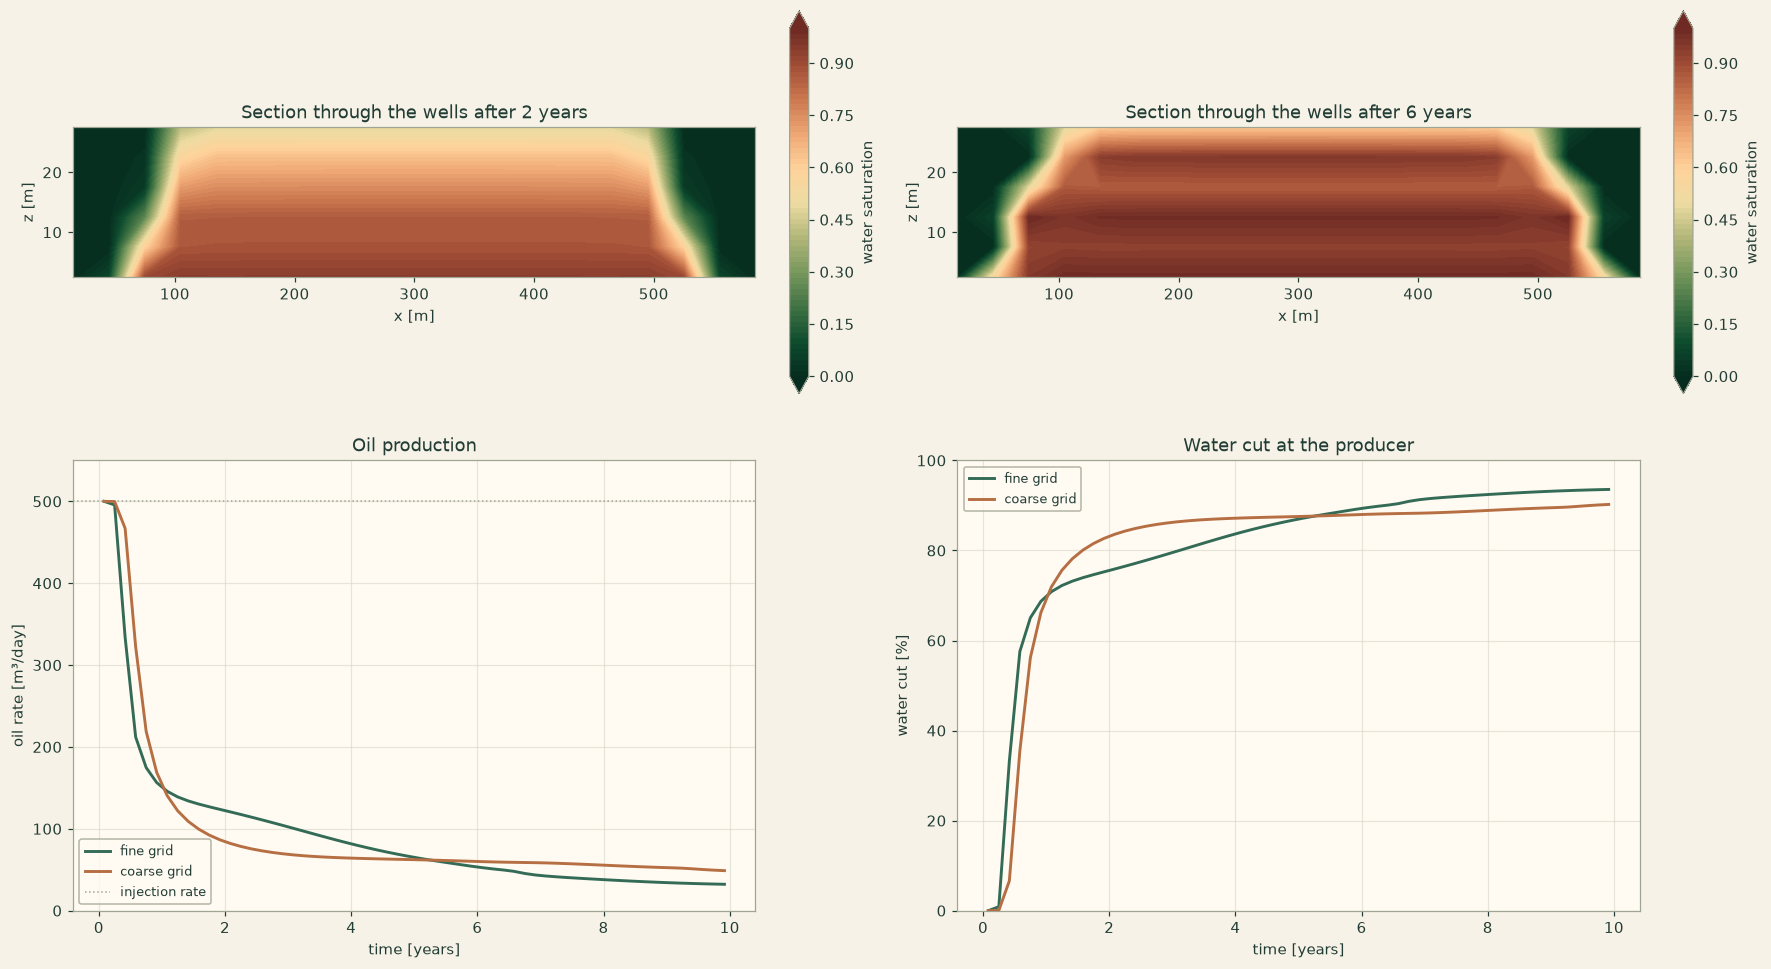 Section through the wells after 2 years
z [m]
20
10
100 200 300 400 500
x [m]
0.90
0.75
0.60
0.45
0.30
0.15
0.00
water saturation
Section through the wells after 6 years
z [m]
20
10
100 200 300 400 500
x [m]
0.90
0.75
0.60
0.45
0.30
0.15
0.00
water saturation
Oil production
oil rate [m³/day]
500
400
300
200
100
0
fine grid
coarse grid
injection rate
0 2 4 6 8 10
time [years]
Water cut at the producer
water cut [%]
100
80
60
40
20
0
fine grid
coarse grid
0 2 4 6 8 10
time [years]